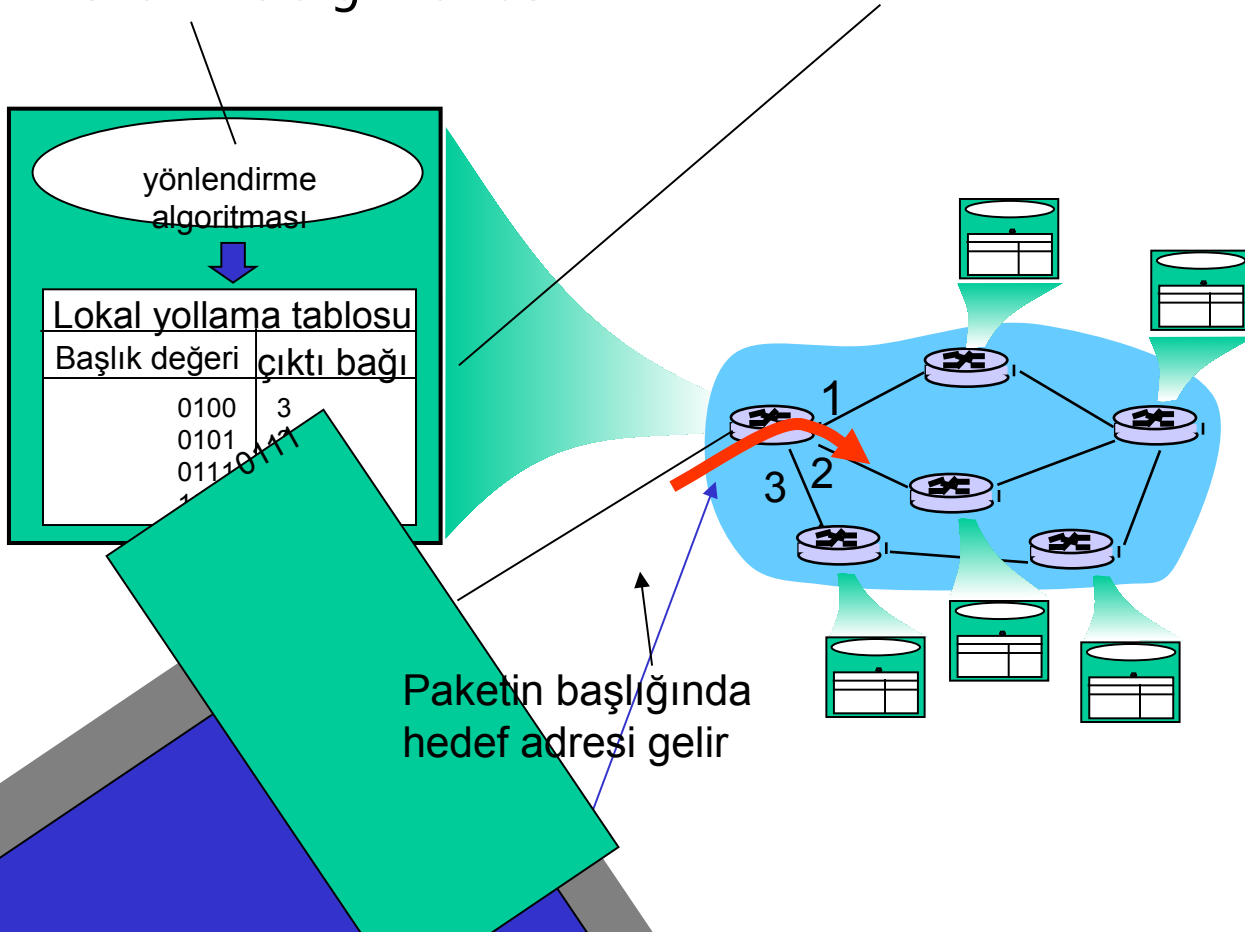 yönlendirme
algoritması
Lokal yollama tablosu
Başlık değeri çıktı bağı
0100 3
0101
0111
0111
1
2
3
Paketin başlığında
hedef adresi gelir